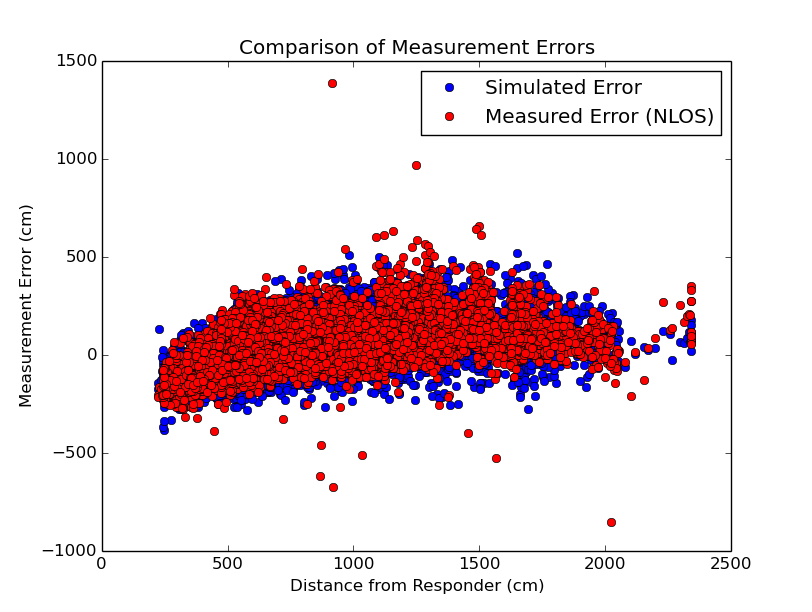 Comparison of Measurement Errors
1500
1000
500
0
−500
−1000
Measurement Error (cm)
Simulated Error
Measured Error (NLOS)
0 500 1000 1500 2000 2500
Distance from Responder (cm)